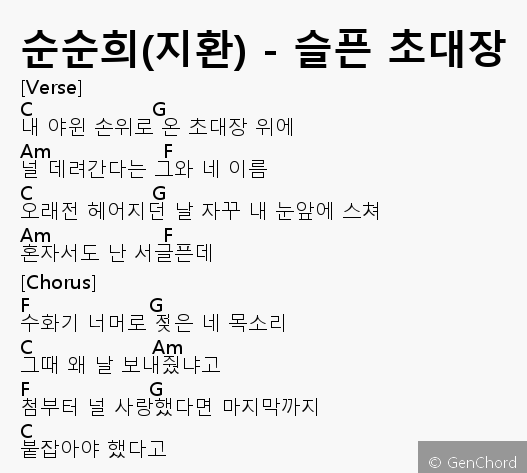 순순희(지환) - 슬픈 초대장
[Verse]
C G
내 야윈 손위로 온 초대장 위에
Am F
널 데려간다는 그와 네 이름
C G
오래전 헤어지던 날 자꾸 내 눈앞에 스쳐
Am F
혼자서도 난 서글픈데
[Chorus]
F G
수화기 너머로 젖은 네 목소리
C Am
그때 왜 날 보내줬냐고
F G
첨부터 널 사랑했다면 마지막까지
C
붙잡아야 했다고
© GenChord